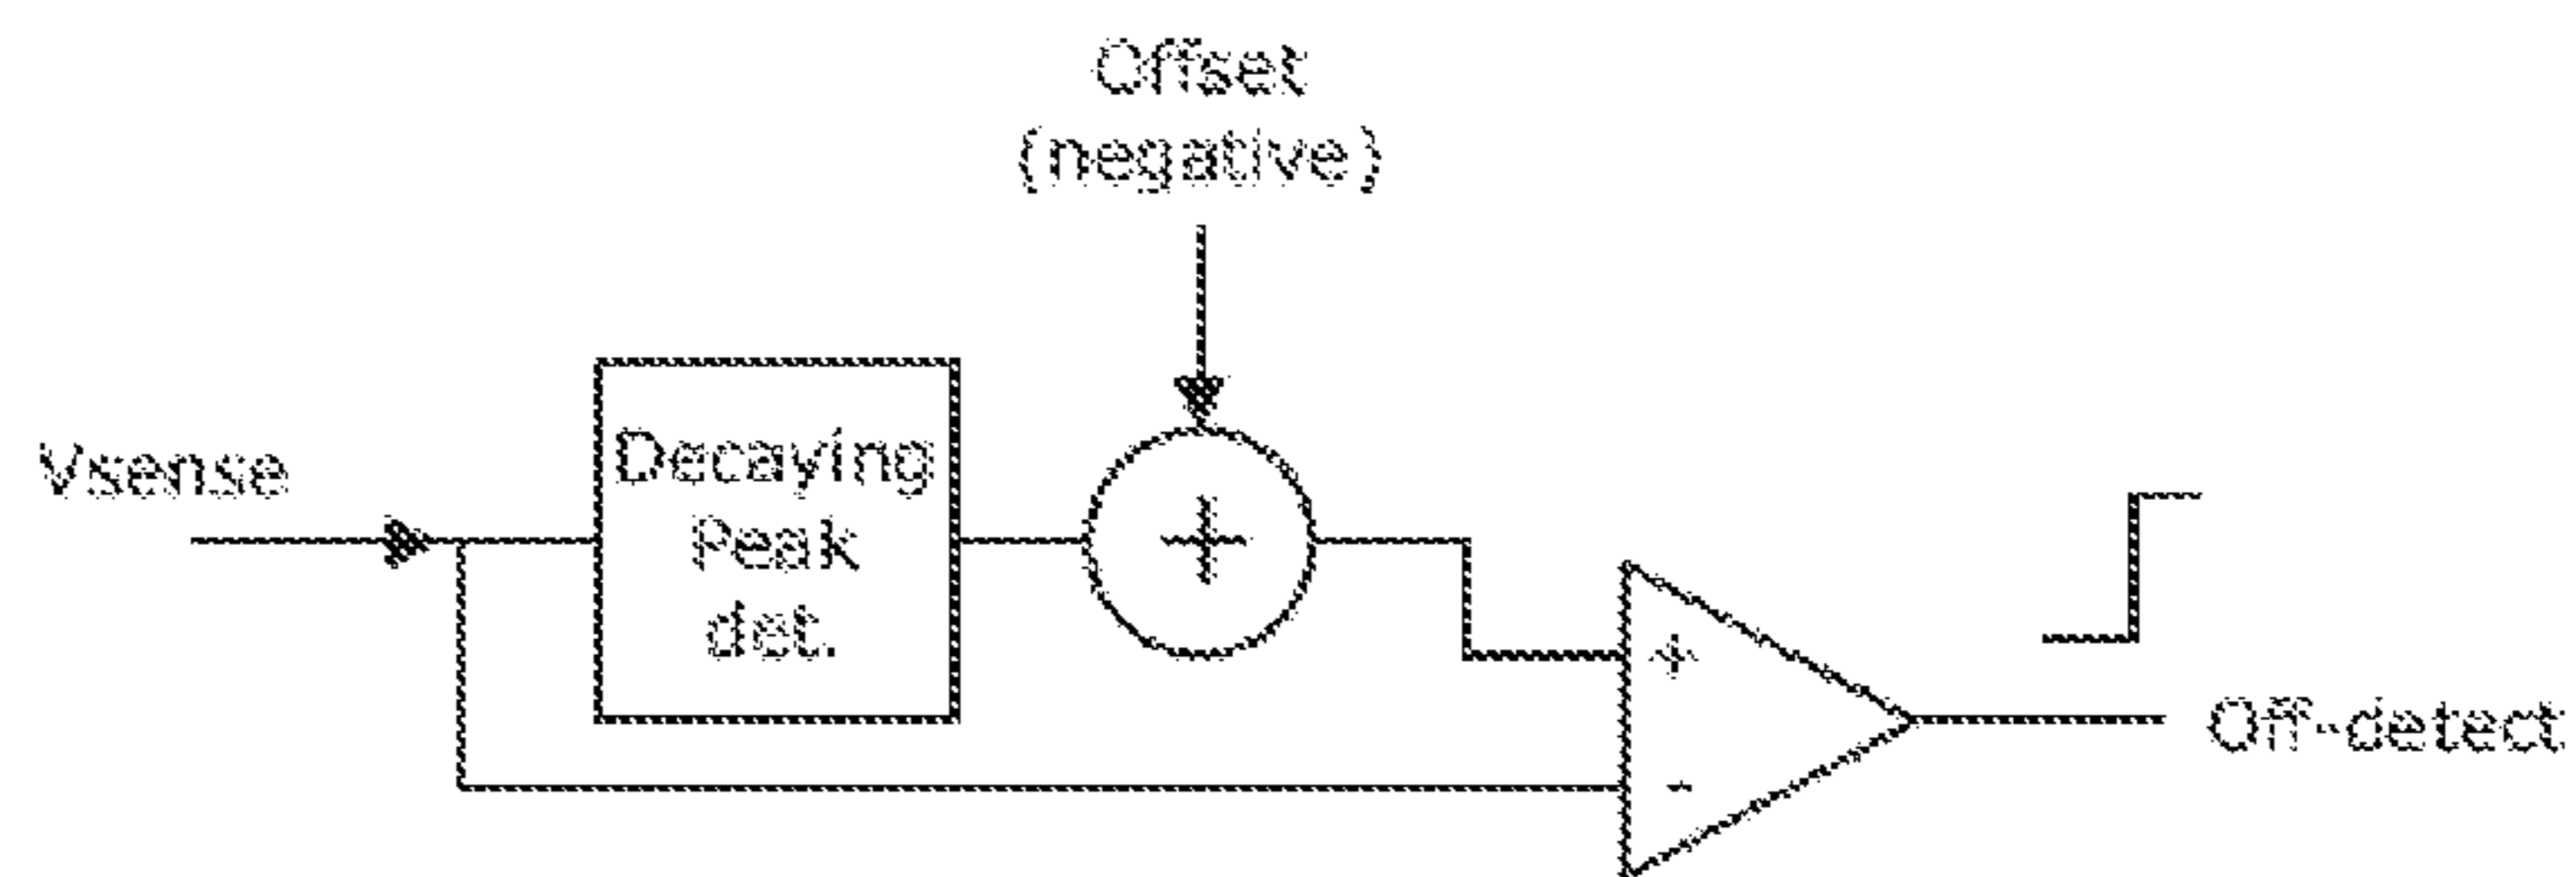 Offset
(negative)
Vsense
Decaying
Peak
det.
+
+
-
Off-detect